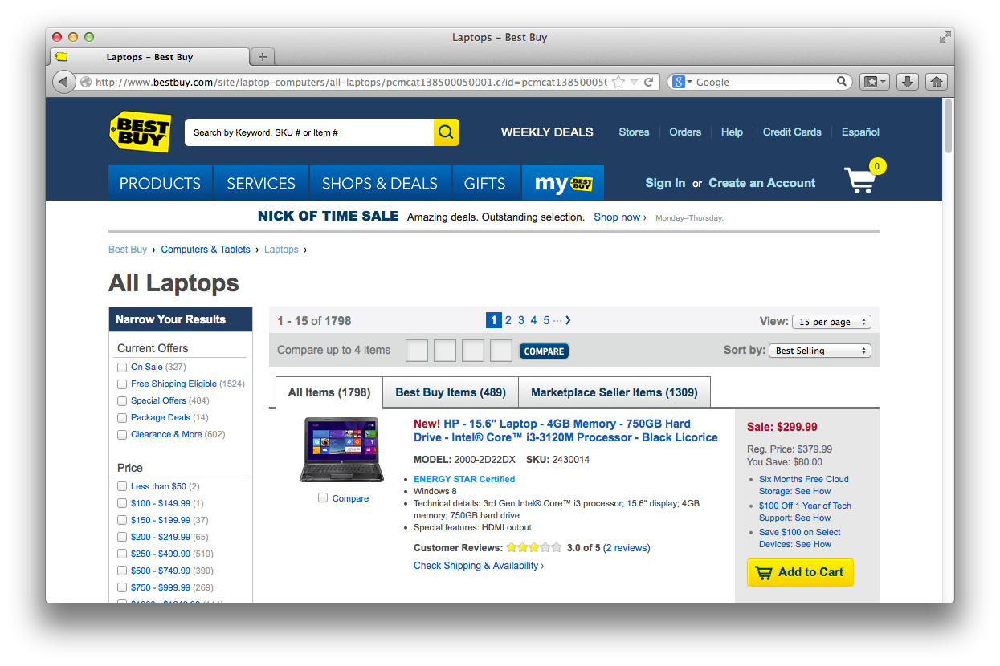 Laptops – Best Buy
Laptops – Best Buy
http://www.bestbuy.com/site/laptop-computers/all-laptops/pcmcat138500050001.c?id=pcmcat13850005
Google
BEST BUY
Search by Keyword, SKU # or Item #
WEEKLY DEALS
Stores
Orders
Help
Credit Cards
Español
PRODUCTS
SERVICES
SHOPS & DEALS
GIFTS
my BEST BUY
Sign In or Create an Account
0
NICK OF TIME SALE Amazing deals. Outstanding selection. Shop now › Monday–Thursday.
Best Buy › Computers & Tablets › Laptops ›
All Laptops
Narrow Your Results
Current Offers
On Sale (327)
Free Shipping Eligible (1524)
Special Offers (484)
Package Deals (14)
Clearance & More (602)
Price
Less than $50 (2)
$100 - $149.99 (1)
$150 - $199.99 (37)
$200 - $249.99 (65)
$250 - $499.99 (519)
$500 - $749.99 (390)
$750 - $999.99 (269)
1 - 15 of 1798
1 2 3 4 5 ... ›
View: 15 per page
Compare up to 4 items
COMPARE
Sort by: Best Selling
All Items (1798)
Best Buy Items (489)
Marketplace Seller Items (1309)
Compare
New! HP - 15.6" Laptop - 4GB Memory - 750GB Hard
Drive - Intel® Core™ i3-3120M Processor - Black Licorice
MODEL: 2000-2D22DX SKU: 2430014
• ENERGY STAR Certified
• Windows 8
• Technical details: 3rd Gen Intel® Core™ i3 processor; 15.6" display; 4GB
memory; 750GB hard drive
• Special features: HDMI output
Customer Reviews: 3.0 of 5 (2 reviews)
Check Shipping & Availability ›
Sale: $299.99
Reg. Price: $379.99
You Save: $80.00
• Six Months Free Cloud
Storage: See How
• $100 Off 1 Year of Tech
Support: See How
• Save $100 on Select
Devices: See How
Add to Cart